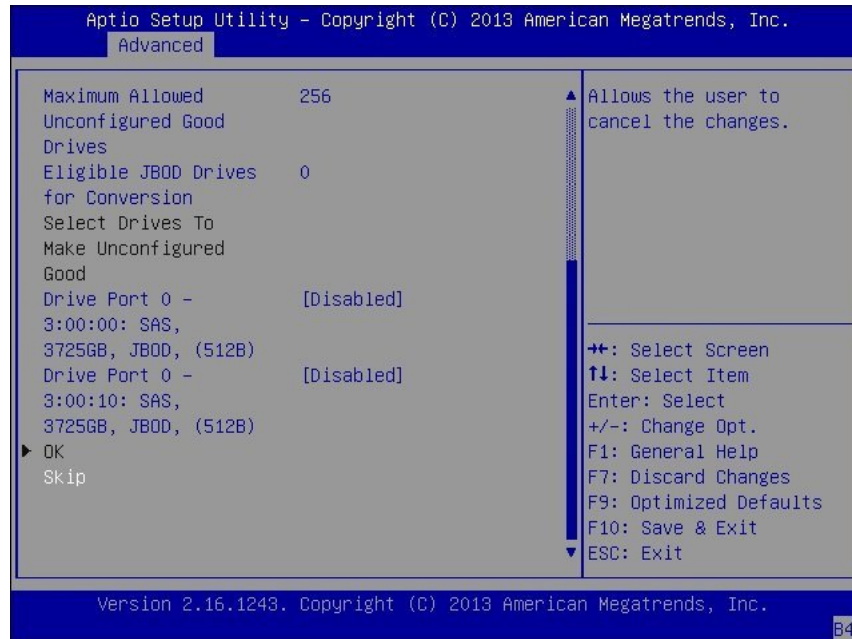 Aptio Setup Utility – Copyright (C) 2013 American Megatrends, Inc.
Advanced
Maximum Allowed 256
Unconfigured Good
Drives
Eligible JBOD Drives 0
for Conversion
Select Drives To
Make Unconfigured
Good
Drive Port 0 – [Disabled]
3:00:00: SAS,
3725GB, JBOD, (512B)
Drive Port 0 – [Disabled]
3:00:10: SAS,
3725GB, JBOD, (512B)
▶ OK
Skip
Allows the user to
cancel the changes.
→←: Select Screen
↑↓: Select Item
Enter: Select
+/-: Change Opt.
F1: General Help
F7: Discard Changes
F9: Optimized Defaults
F10: Save & Exit
ESC: Exit
Version 2.16.1243. Copyright (C) 2013 American Megatrends, Inc.
B4